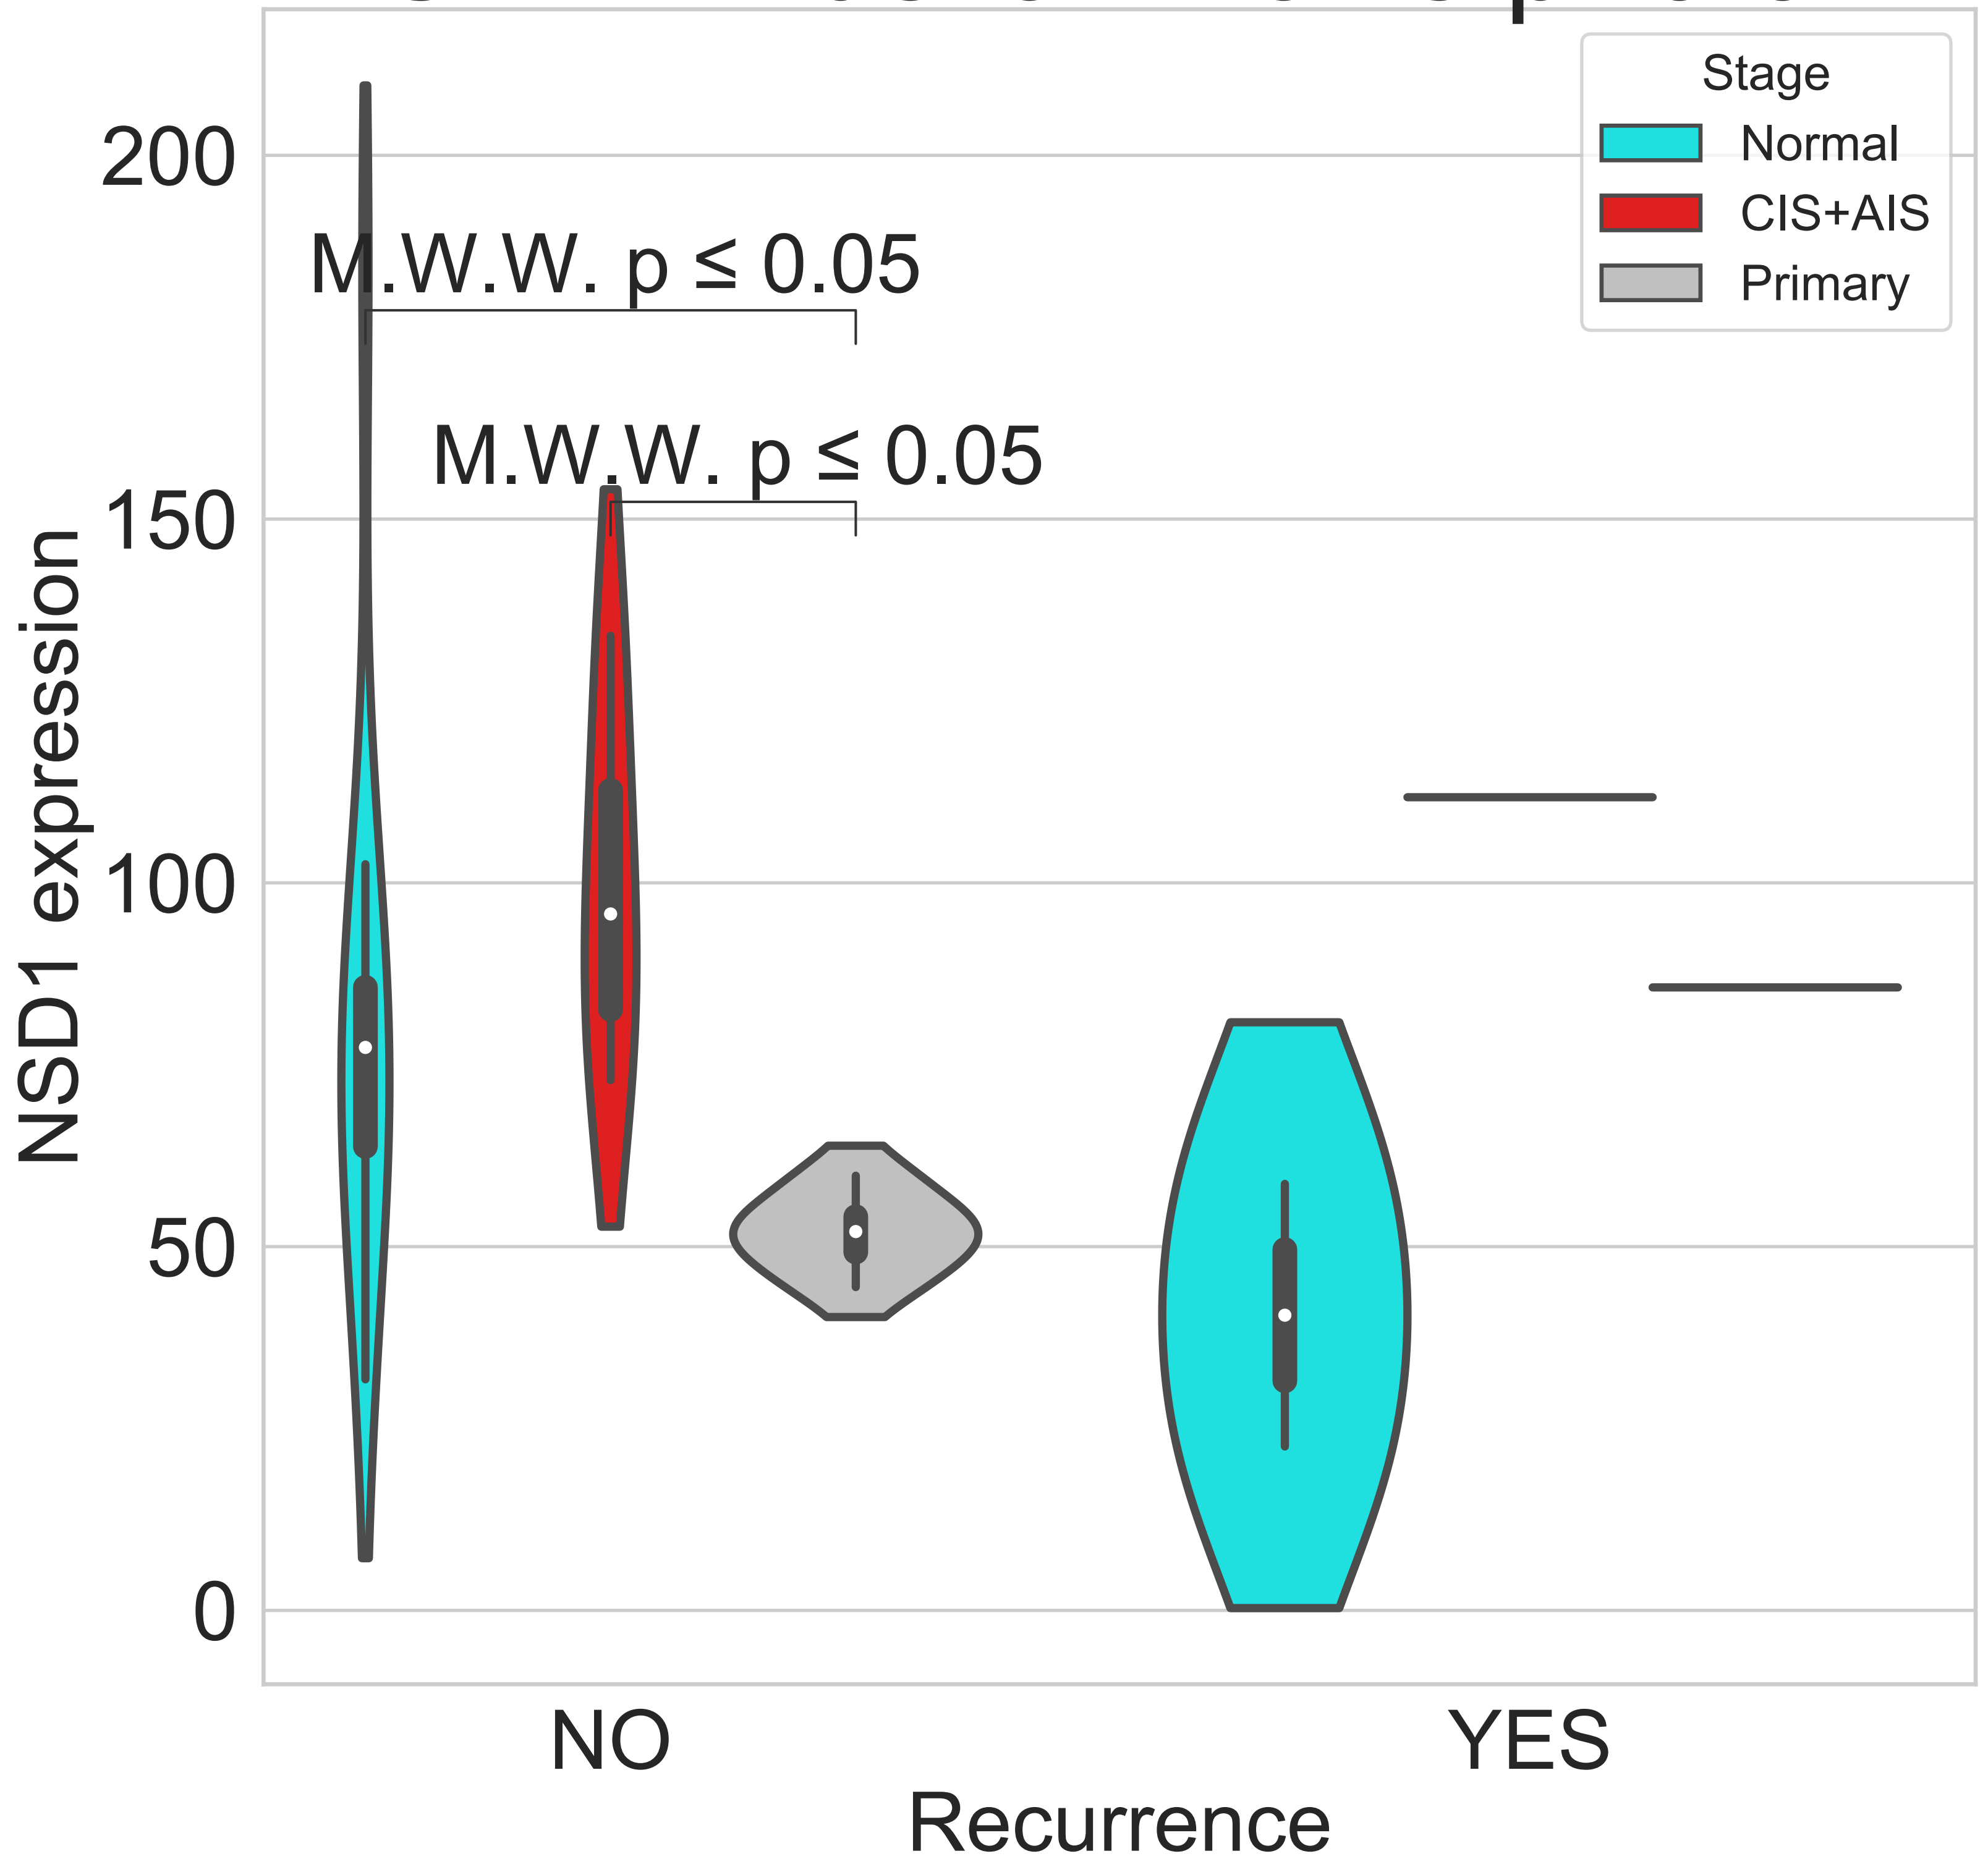 Stage
Normal
CIS+AIS
Primary
200
M.W.W. p ≤ 0.05
M.W.W. p ≤ 0.05
150
100
50
0
NSD1 expression
NO
YES
Recurrence